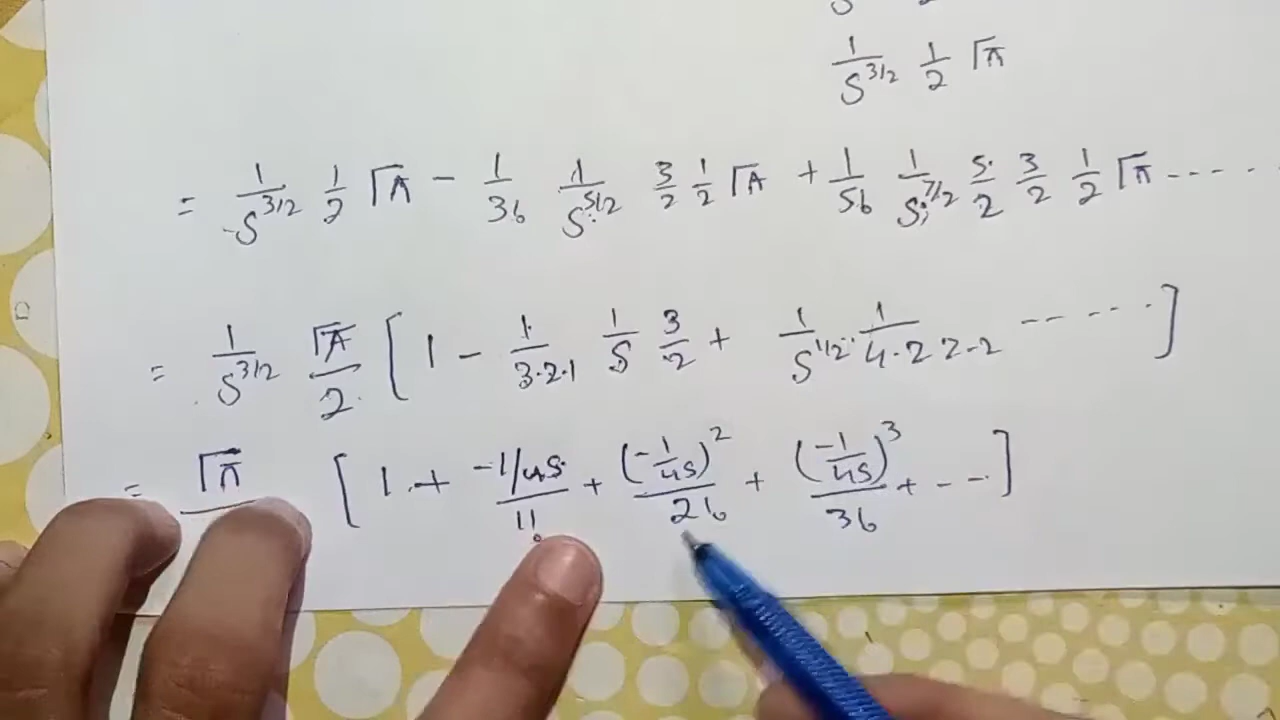 1/S^3/2 1/2 √π
= 1/S^3/2 1/2 √π - 1/3! 1/S^5/2 3/2 1/2 √π + 1/5! 1/S^7/2 5/2 3/2 1/2 √π -----
= 1/S^3/2 √π/2 [ 1 - 1/3·2·1 1/S 3/2 + 1/S^1/2 1/4·2 2·2 ------ ]
= √π [ 1 + -1/4S/1! + (-1/4S)^2/2! + (-1/4S)^3/3! + --- ]